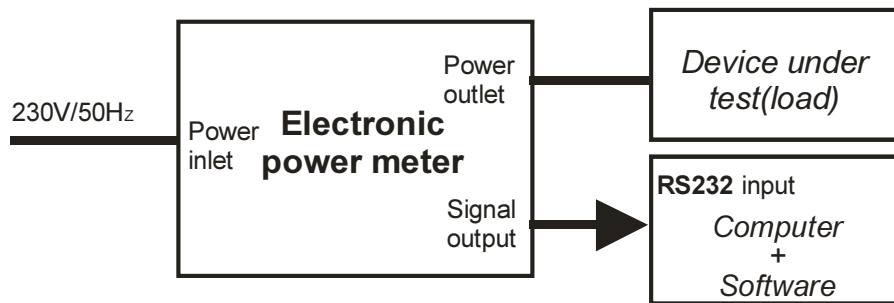 230V/50Hz
Power
inlet
Electronic
power meter
Power
outlet
Signal
output
Device under
test(load)
RS232 input
Computer
+
Software